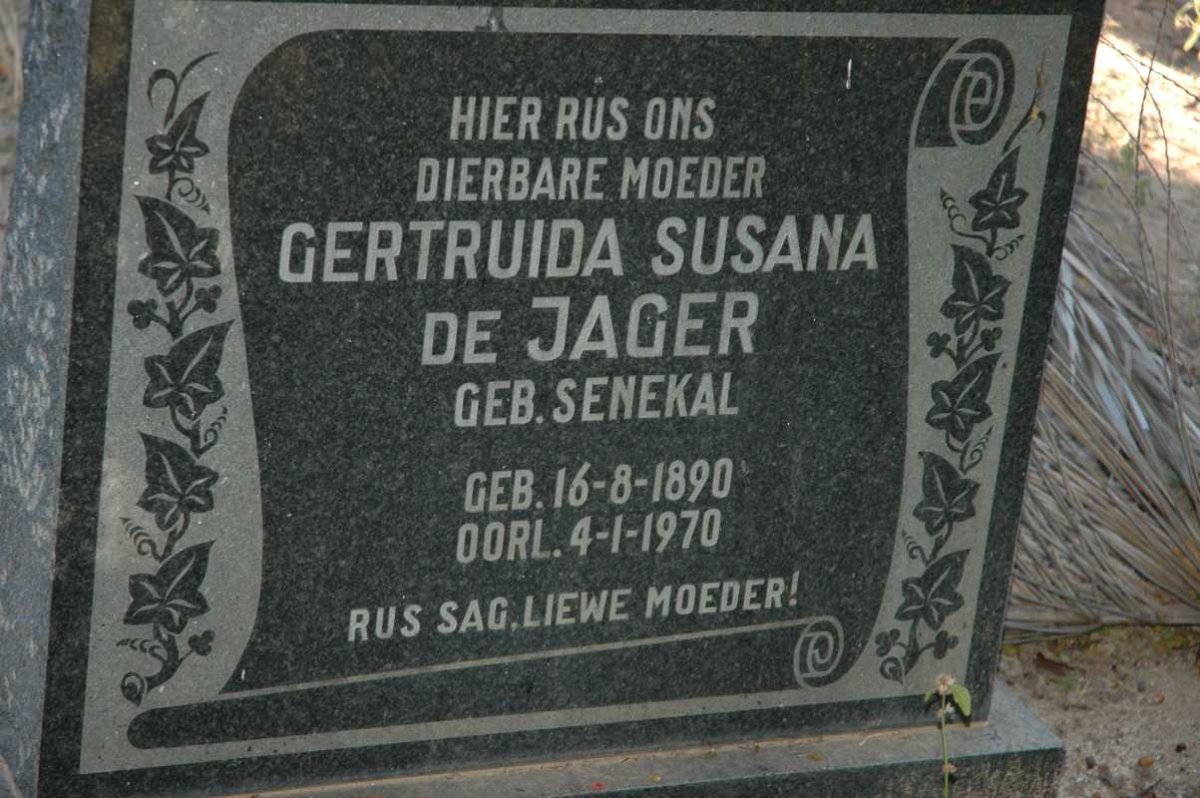 HIER RUS ONS
DIERBARE MOEDER
GERTRUIDA SUSANA
DE JAGER
GEB. SENEKAL
GEB. 16-8-1890
OORL. 4-1-1970
RUS SAG, LIEWE MOEDER!